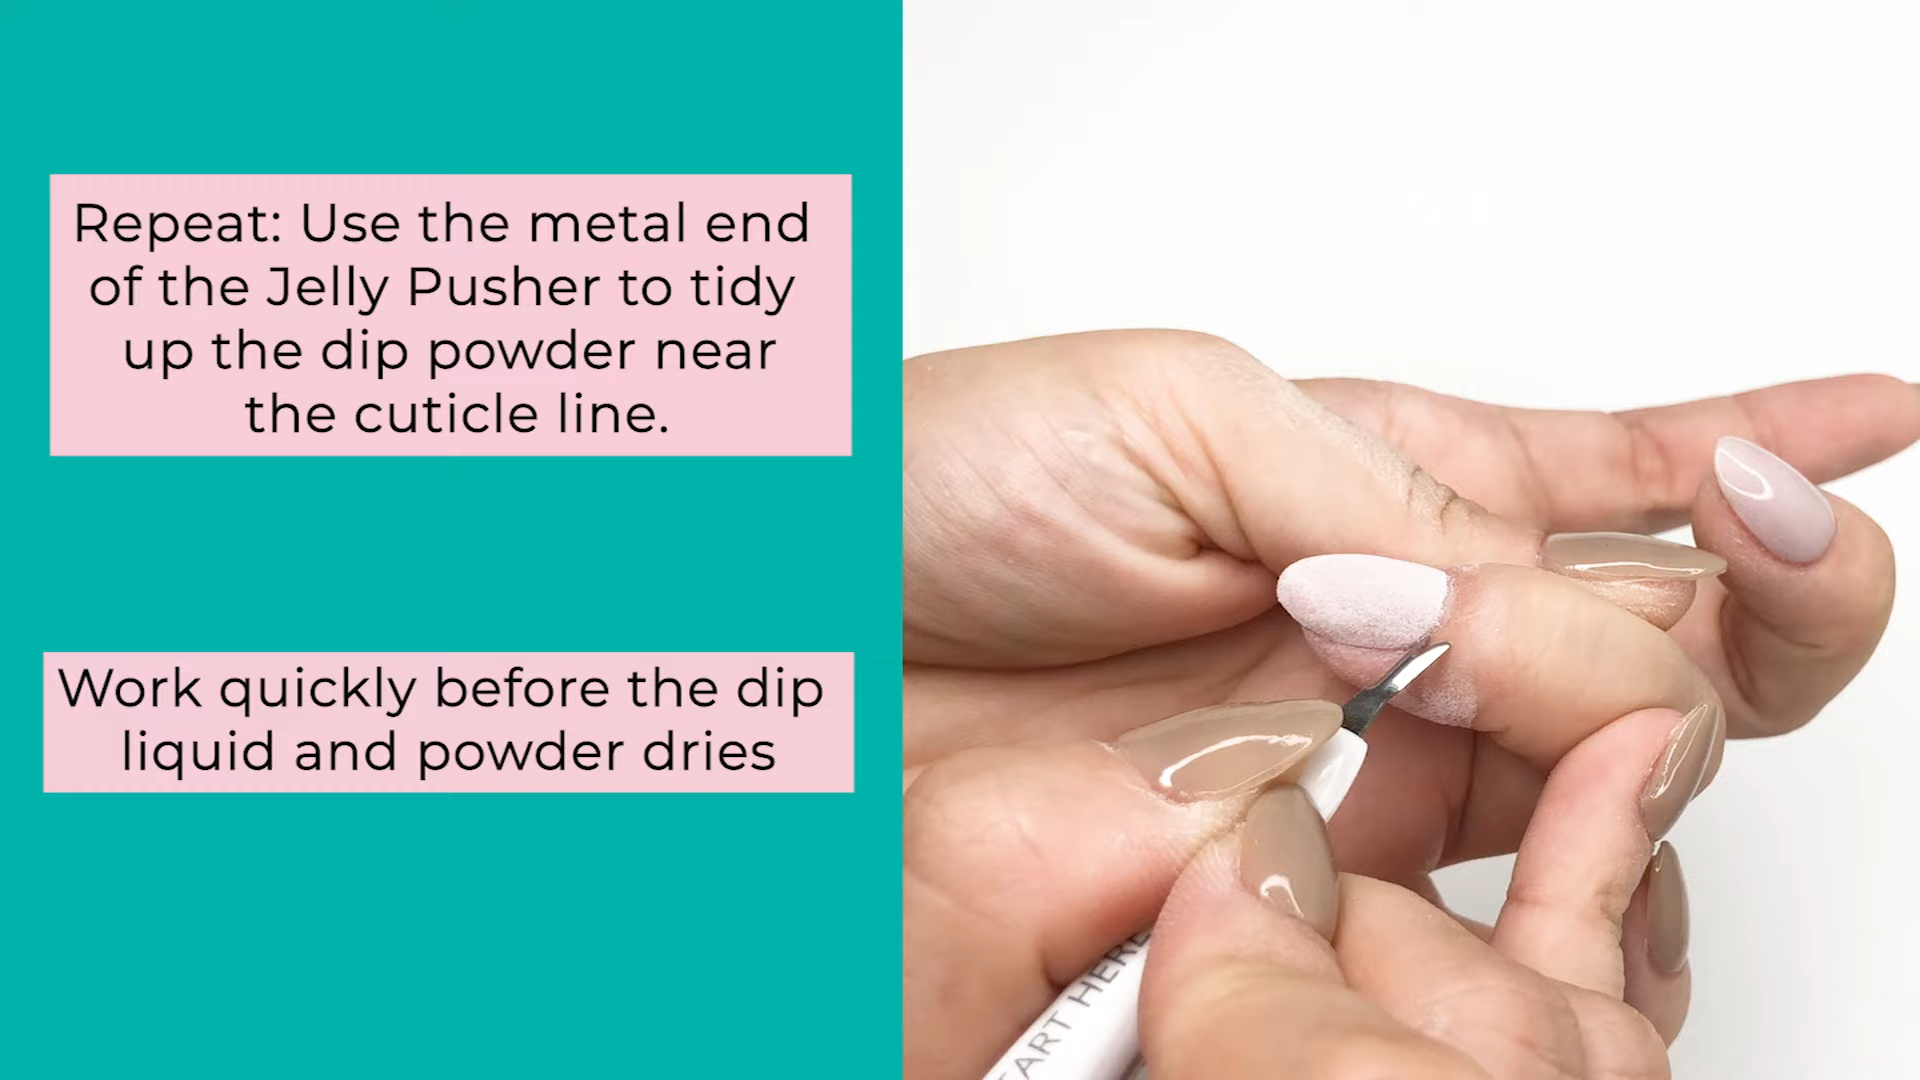 Repeat: Use the metal end
of the Jelly Pusher to tidy
up the dip powder near
the cuticle line.
Work quickly before the dip
liquid and powder dries
HERE